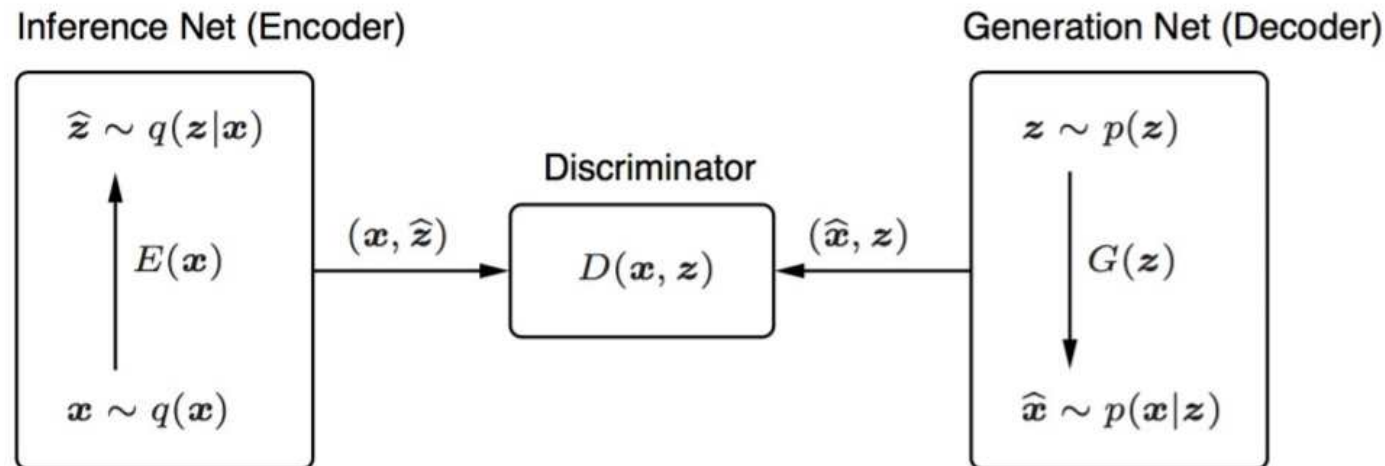 Inference Net (Encoder)
ẑ ∼ q(z|x)
E(x)
x ∼ q(x)
(x, ẑ)
Discriminator
D(x, z)
(x̂, z)
Generation Net (Decoder)
z ∼ p(z)
G(z)
x̂ ∼ p(x|z)